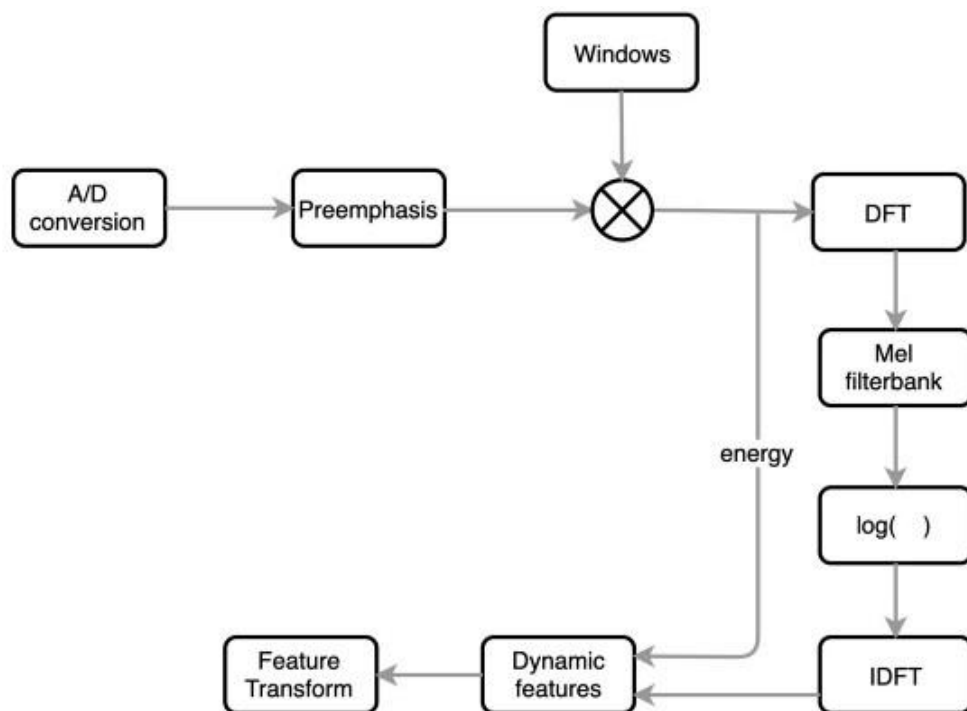 Windows
A/D
conversion
Preemphasis
DFT
Mel
filterbank
energy
log( )
Feature
Transform
Dynamic
features
IDFT